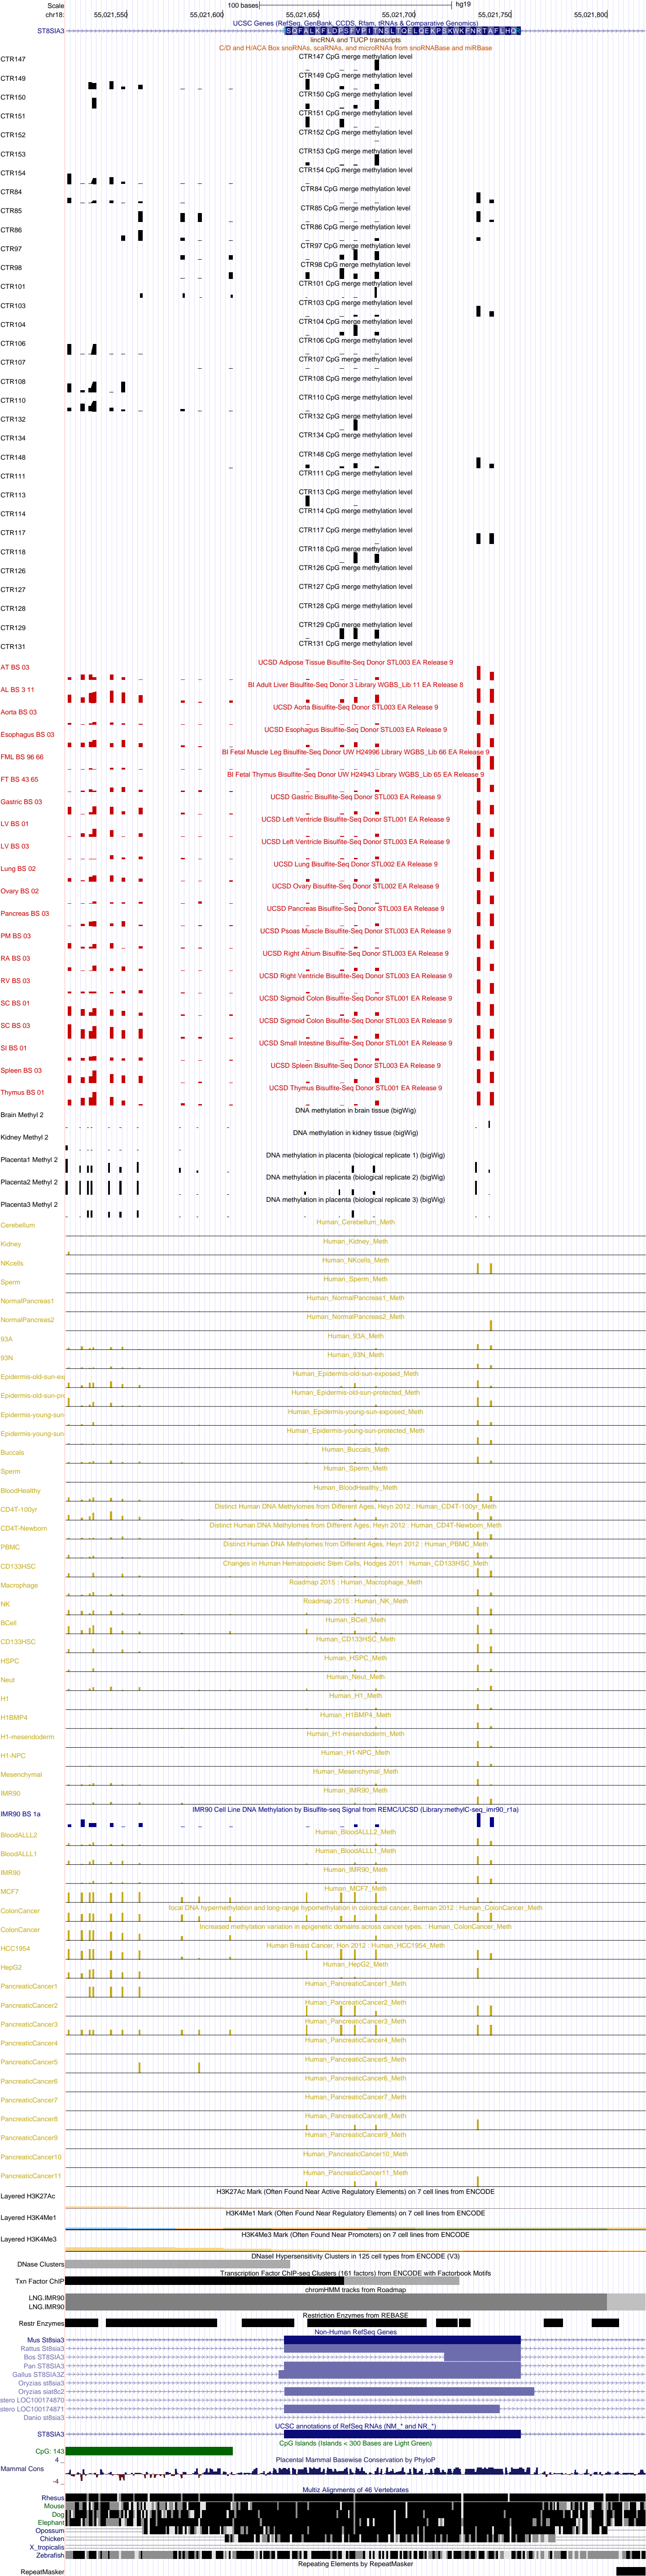 Scale 100 bases hg19
chr18: 55,021,550 55,021,600 55,021,650 55,021,700 55,021,750 55,021,800
UCSC Genes (RefSeq, GenBank, CCDS, Rfam, tRNAs & Comparative Genomics)
ST8SIA3 SQFALKFLDPSFVPITNSLTQELQEKPSKWKFNRTAFLHQ
lincRNA and TUCP transcripts
C/D and H/ACA Box snoRNAs, scaRNAs, and microRNAs from snoRNABase and miRBase
CTR147 CpG merge methylation level
CTR147
CTR149 CpG merge methylation level
CTR149
CTR150 CpG merge methylation level
CTR150
CTR151 CpG merge methylation level
CTR151
CTR152 CpG merge methylation level
CTR152
CTR153 CpG merge methylation level
CTR153
CTR154 CpG merge methylation level
CTR154
CTR84 CpG merge methylation level
CTR84
CTR85 CpG merge methylation level
CTR85
CTR86 CpG merge methylation level
CTR86
CTR97 CpG merge methylation level
CTR97
CTR98 CpG merge methylation level
CTR98
CTR101 CpG merge methylation level
CTR101
CTR103 CpG merge methylation level
CTR103
CTR104 CpG merge methylation level
CTR104
CTR106 CpG merge methylation level
CTR106
CTR107 CpG merge methylation level
CTR107
CTR108 CpG merge methylation level
CTR108
CTR110 CpG merge methylation level
CTR110
CTR132 CpG merge methylation level
CTR132
CTR134 CpG merge methylation level
CTR134
CTR148 CpG merge methylation level
CTR148
CTR111 CpG merge methylation level
CTR111
CTR113 CpG merge methylation level
CTR113
CTR114 CpG merge methylation level
CTR114
CTR117 CpG merge methylation level
CTR117
CTR118 CpG merge methylation level
CTR118
CTR126 CpG merge methylation level
CTR126
CTR127 CpG merge methylation level
CTR127
CTR128 CpG merge methylation level
CTR128
CTR129 CpG merge methylation level
CTR129
CTR131 CpG merge methylation level
CTR131
UCSD Adipose Tissue Bisulfite-Seq Donor STL003 EA Release 9
AT BS 03
BI Adult Liver Bisulfite-Seq Donor 3 Library WGBS_Lib 11 EA Release 8
AL BS 3 11
UCSD Aorta Bisulfite-Seq Donor STL003 EA Release 9
Aorta BS 03
UCSD Esophagus Bisulfite-Seq Donor STL003 EA Release 9
Esophagus BS 03
BI Fetal Muscle Leg Bisulfite-Seq Donor UW H24996 Library WGBS_Lib 66 EA Release 9
FML BS 96 66
BI Fetal Thymus Bisulfite-Seq Donor UW H24943 Library WGBS_Lib 65 EA Release 9
FT BS 43 65
UCSD Gastric Bisulfite-Seq Donor STL003 EA Release 9
Gastric BS 03
UCSD Left Ventricle Bisulfite-Seq Donor STL001 EA Release 9
LV BS 01
UCSD Left Ventricle Bisulfite-Seq Donor STL003 EA Release 9
LV BS 03
UCSD Lung Bisulfite-Seq Donor STL002 EA Release 9
Lung BS 02
UCSD Ovary Bisulfite-Seq Donor STL002 EA Release 9
Ovary BS 02
UCSD Pancreas Bisulfite-Seq Donor STL003 EA Release 9
Pancreas BS 03
UCSD Psoas Muscle Bisulfite-Seq Donor STL003 EA Release 9
PM BS 03
UCSD Right Atrium Bisulfite-Seq Donor STL003 EA Release 9
RA BS 03
UCSD Right Ventricle Bisulfite-Seq Donor STL003 EA Release 9
RV BS 03
UCSD Sigmoid Colon Bisulfite-Seq Donor STL001 EA Release 9
SC BS 01
UCSD Sigmoid Colon Bisulfite-Seq Donor STL003 EA Release 9
SC BS 03
UCSD Small Intestine Bisulfite-Seq Donor STL001 EA Release 9
SI BS 01
UCSD Spleen Bisulfite-Seq Donor STL003 EA Release 9
Spleen BS 03
UCSD Thymus Bisulfite-Seq Donor STL001 EA Release 9
Thymus BS 01
DNA methylation in brain tissue (bigWig)
Brain Methyl 2
DNA methylation in kidney tissue (bigWig)
Kidney Methyl 2
DNA methylation in placenta (biological replicate 1) (bigWig)
Placenta1 Methyl 2
DNA methylation in placenta (biological replicate 2) (bigWig)
Placenta2 Methyl 2
DNA methylation in placenta (biological replicate 3) (bigWig)
Placenta3 Methyl 2
Human_Cerebellum_Meth
Cerebellum
Human_Kidney_Meth
Kidney
Human_NKcells_Meth
NKcells
Human_Sperm_Meth
Sperm
Human_NormalPancreas1_Meth
NormalPancreas1
Human_NormalPancreas2_Meth
NormalPancreas2
Human_93A_Meth
93A
Human_93N_Meth
93N
Human_Epidermis-old-sun-exposed_Meth
Epidermis-old-sun-ex
Human_Epidermis-old-sun-protected_Meth
Epidermis-old-sun-pr
Human_Epidermis-young-sun-exposed_Meth
Epidermis-young-sun
Human_Epidermis-young-sun-protected_Meth
Epidermis-young-sun
Human_Buccals_Meth
Buccals
Human_Sperm_Meth
Sperm
Human_BloodHealthy_Meth
BloodHealthy
Distinct Human DNA Methylomes from Different Ages, Heyn 2012 : Human_CD4T-100yr_Meth
CD4T-100yr
Distinct Human DNA Methylomes from Different Ages, Heyn 2012 : Human_CD4T-Newborn_Meth
CD4T-Newborn
Distinct Human DNA Methylomes from Different Ages, Heyn 2012 : Human_PBMC_Meth
PBMC
Changes in Human Hematopoietic Stem Cells, Hodges 2011 : Human_CD133HSC_Meth
CD133HSC
Roadmap 2015 : Human_Macrophage_Meth
Macrophage
Roadmap 2015 : Human_NK_Meth
NK
Human_BCell_Meth
BCell
Human_CD133HSC_Meth
CD133HSC
Human_HSPC_Meth
HSPC
Human_Neut_Meth
Neut
Human_H1_Meth
H1
Human_H1BMP4_Meth
H1BMP4
Human_H1-mesendoderm_Meth
H1-mesendoderm
Human_H1-NPC_Meth
H1-NPC
Human_Mesenchymal_Meth
Mesenchymal
Human_IMR90_Meth
IMR90
IMR90 Cell Line DNA Methylation by Bisulfite-seq Signal from REMC/UCSD (Library:methylC-seq_imr90_r1a)
IMR90 BS 1a
Human_BloodALLL2_Meth
BloodALLL2
Human_BloodALLL1_Meth
BloodALLL1
Human_IMR90_Meth
IMR90
Human_MCF7_Meth
MCF7
focal DNA hypermethylation and long-range hypomethylation in colorectal cancer, Berman 2012 : Human_ColonCancer_Meth
ColonCancer
Increased methylation variation in epigenetic domains across cancer types. : Human_ColonCancer_Meth
ColonCancer
Human Breast Cancer, Hon 2012 : Human_HCC1954_Meth
HCC1954
Human_HepG2_Meth
HepG2
Human_PancreaticCancer1_Meth
PancreaticCancer1
Human_PancreaticCancer2_Meth
PancreaticCancer2
Human_PancreaticCancer3_Meth
PancreaticCancer3
Human_PancreaticCancer4_Meth
PancreaticCancer4
Human_PancreaticCancer5_Meth
PancreaticCancer5
Human_PancreaticCancer6_Meth
PancreaticCancer6
Human_PancreaticCancer7_Meth
PancreaticCancer7
Human_PancreaticCancer8_Meth
PancreaticCancer8
Human_PancreaticCancer9_Meth
PancreaticCancer9
Human_PancreaticCancer10_Meth
PancreaticCancer10
Human_PancreaticCancer11_Meth
PancreaticCancer11
H3K27Ac Mark (Often Found Near Active Regulatory Elements) on 7 cell lines from ENCODE
Layered H3K27Ac
H3K4Me1 Mark (Often Found Near Regulatory Elements) on 7 cell lines from ENCODE
Layered H3K4Me1
H3K4Me3 Mark (Often Found Near Promoters) on 7 cell lines from ENCODE
Layered H3K4Me3
DNaseI Hypersensitivity Clusters in 125 cell types from ENCODE (V3)
DNase Clusters
Transcription Factor ChIP-seq Clusters (161 factors) from ENCODE with Factorbook Motifs
Txn Factor ChIP
chromHMM tracks from Roadmap
LNG.IMR90
LNG.IMR90
Restriction Enzymes from REBASE
Restr Enzymes
Non-Human RefSeq Genes
Mus St8sia3
Rattus St8sia3
Bos ST8SIA3
Pan ST8SIA3
Gallus ST8SIA3Z
Oryzias st8sia3
Oryzias siat8c2
stero LOC100174870
stero LOC100174871
Danio st8sia3
UCSC annotations of RefSeq RNAs (NM_* and NR_*)
ST8SIA3
CpG Islands (Islands < 300 Bases are Light Green)
CpG: 143
4 _ Placental Mammal Basewise Conservation by PhyloP
Mammal Cons
-4 _
Multiz Alignments of 46 Vertebrates
Rhesus
Mouse
Dog
Elephant
Opossum
Chicken
X_tropicalis
Zebrafish
Repeating Elements by RepeatMasker
RepeatMasker